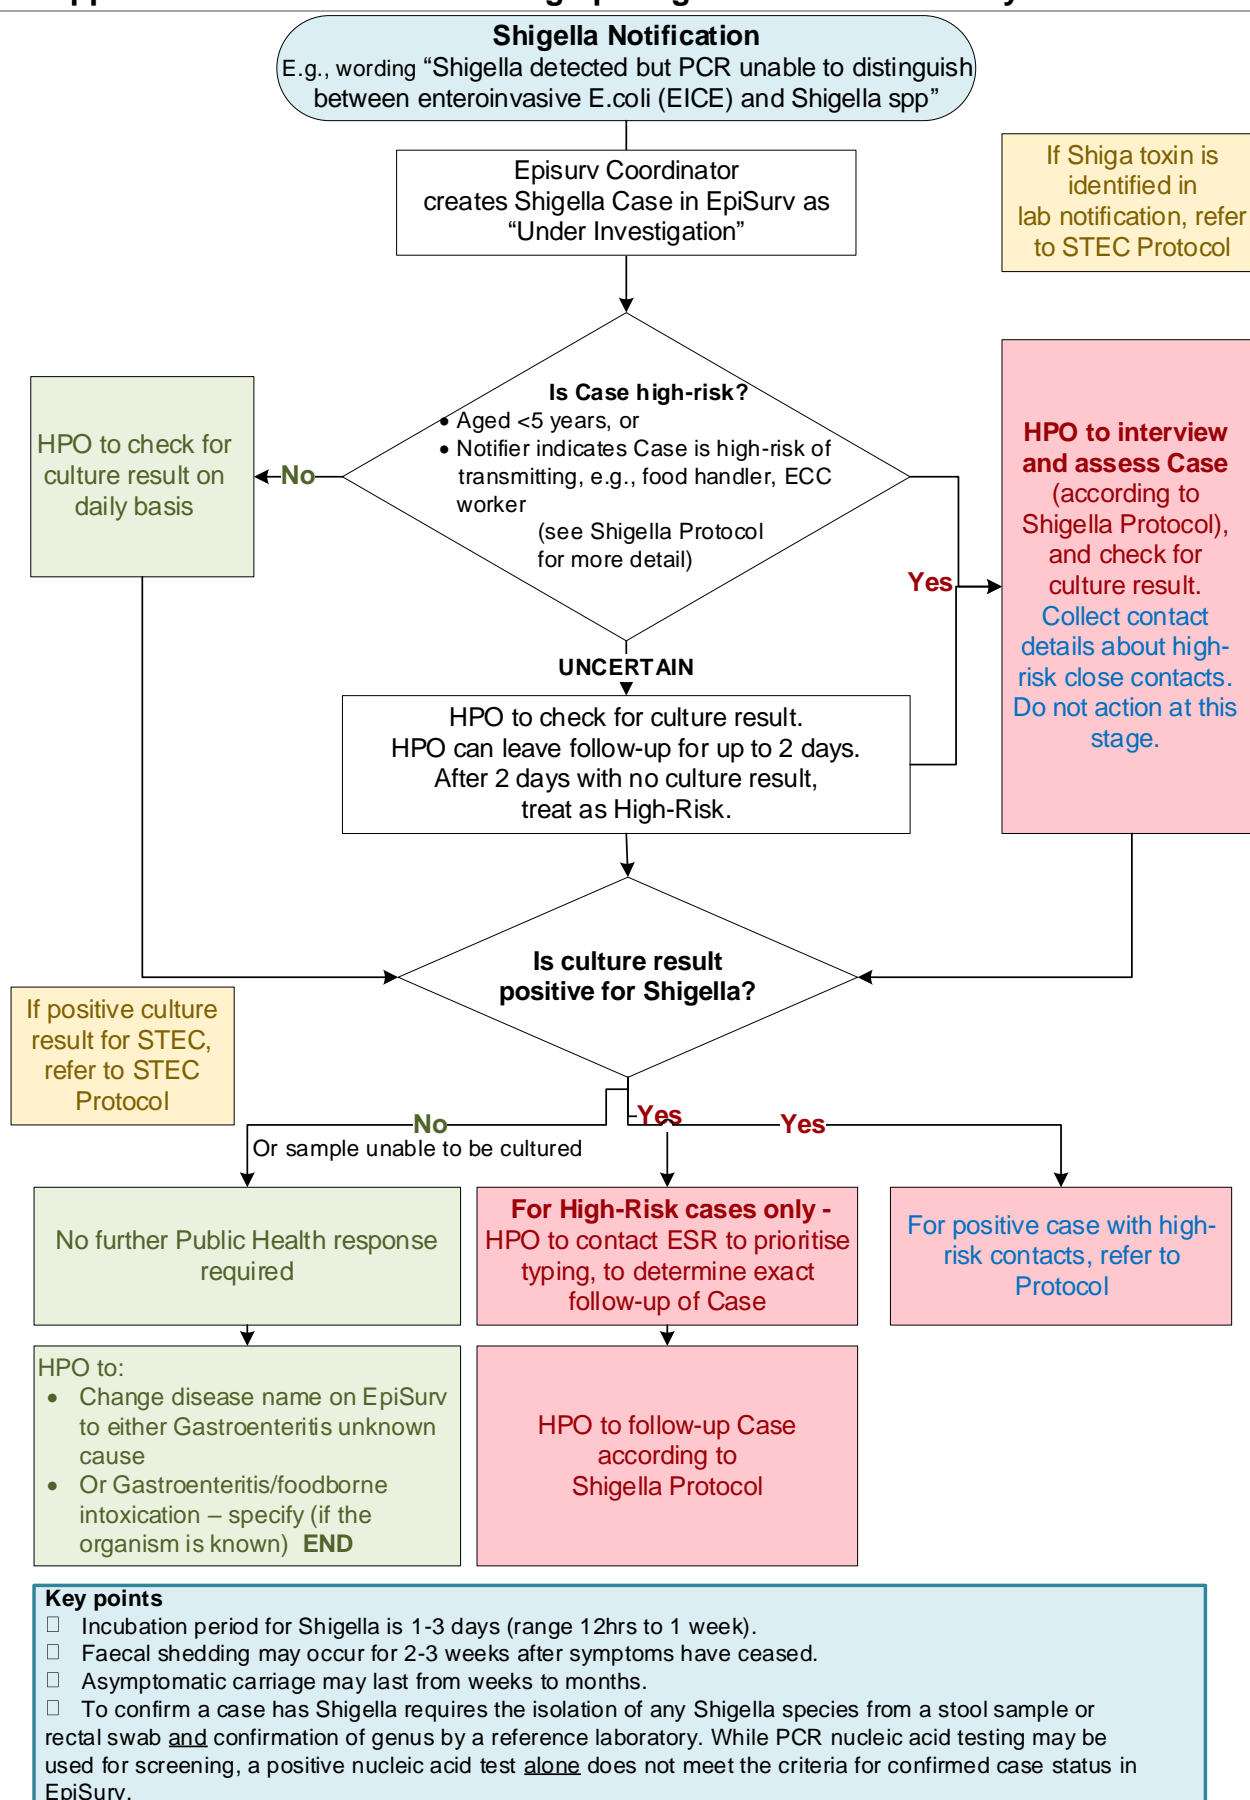 Shigella Notification
E.g., wording “Shigella detected but PCR unable to distinguish
between enteroinvasive E.coli (EICE) and Shigella spp”
Episurv Coordinator
creates Shigella Case in EpiSurv as
“Under Investigation”
If Shiga toxin is
identified in
lab notification, refer
to STEC Protocol
Is Case high-risk?
• Aged <5 years, or
• Notifier indicates Case is high-risk of
transmitting, e.g., food handler, ECC
worker
(see Shigella Protocol
for more detail)
No
HPO to check for
culture result on
daily basis
Yes
HPO to interview
and assess Case
(according to
Shigella Protocol),
and check for
culture result.
Collect contact
details about high-
risk close contacts.
Do not action at this
stage.
UNCERTAIN
HPO to check for culture result.
HPO can leave follow-up for up to 2 days.
After 2 days with no culture result,
treat as High-Risk.
Is culture result
positive for Shigella?
If positive culture
result for STEC,
refer to STEC
Protocol
No
Or sample unable to be cultured
Yes
Yes
No further Public Health response
required
For High-Risk cases only -
HPO to contact ESR to prioritise
typing, to determine exact
follow-up of Case
For positive case with high-
risk contacts, refer to
Protocol
HPO to:
• Change disease name on EpiSurv
to either Gastroenteritis unknown
cause
• Or Gastroenteritis/foodborne
intoxication – specify (if the
organism is known) END
HPO to follow-up Case
according to
Shigella Protocol
Key points
Incubation period for Shigella is 1-3 days (range 12hrs to 1 week).
Faecal shedding may occur for 2-3 weeks after symptoms have ceased.
Asymptomatic carriage may last from weeks to months.
To confirm a case has Shigella requires the isolation of any Shigella species from a stool sample or
rectal swab and confirmation of genus by a reference laboratory. While PCR nucleic acid testing may be
used for screening, a positive nucleic acid test alone does not meet the criteria for confirmed case status in
EpiSurv.